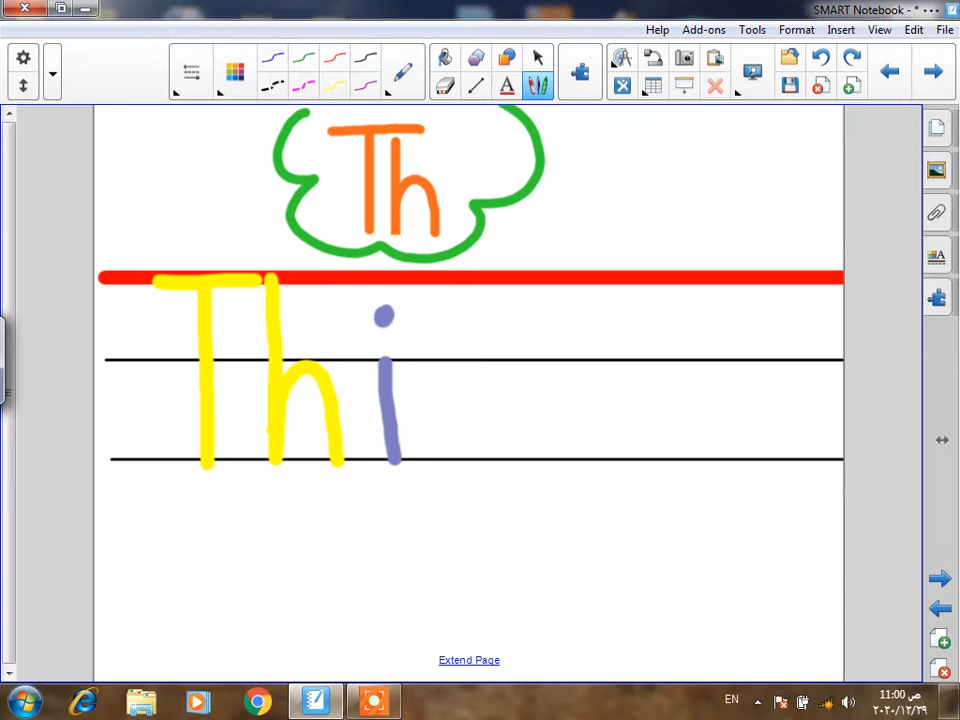 SMART Notebook - *
Help Add-ons Tools Format Insert View Edit File
Th
Thi
Extend Page
EN
11:00 ص
٢٠٢٠/١٢/٢٩